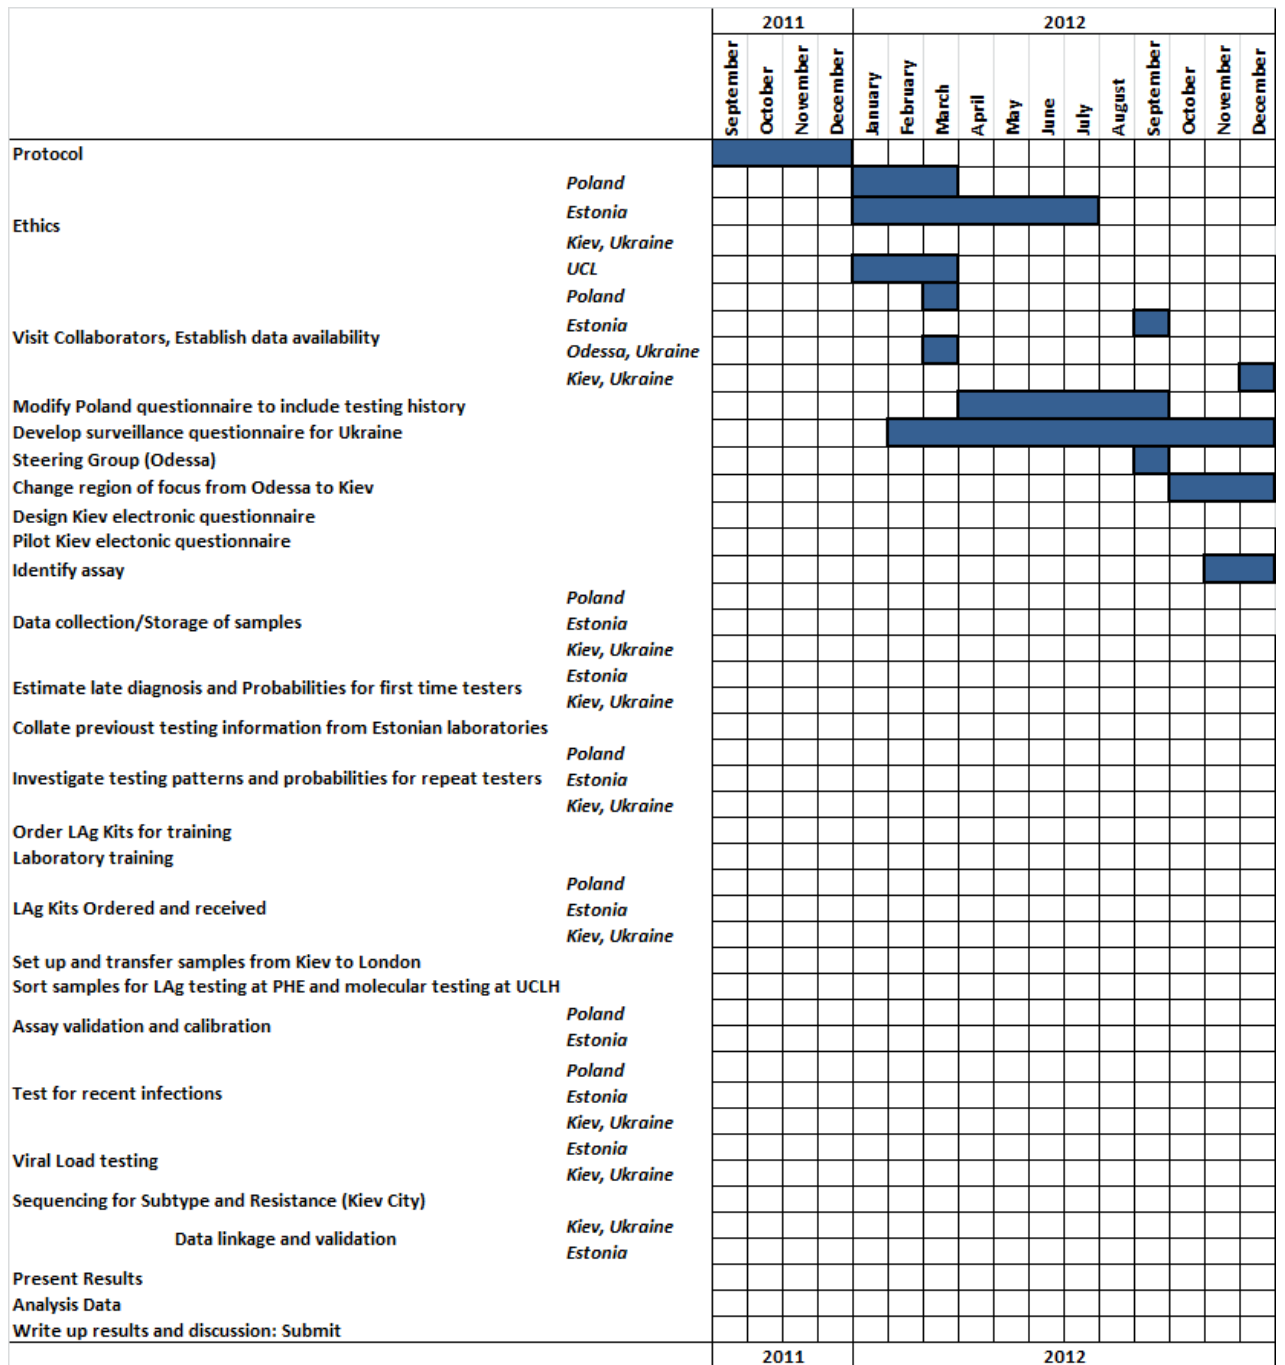 2011 2012
September October November December January February March April May June July August September October November December
Protocol
Poland
Estonia
Ethics
Kiev, Ukraine
UCL
Poland
Estonia
Visit Collaborators, Establish data availability
Odessa, Ukraine
Kiev, Ukraine
Modify Poland questionnaire to include testing history
Develop surveillance questionnaire for Ukraine
Steering Group (Odessa)
Change region of focus from Odessa to Kiev
Design Kiev electronic questionnaire
Pilot Kiev electonic questionnaire
Identify assay
Poland
Data collection/Storage of samples Estonia
Kiev, Ukraine
Estonia
Estimate late diagnosis and Probabilities for first time testers
Kiev, Ukraine
Collate previoust testing information from Estonian laboratories
Poland
Investigate testing patterns and probabilities for repeat testers Estonia
Kiev, Ukraine
Order LAg Kits for training
Laboratory training
Poland
LAg Kits Ordered and received Estonia
Kiev, Ukraine
Set up and transfer samples from Kiev to London
Sort samples for LAg testing at PHE and molecular testing at UCLH
Poland
Assay validation and calibration
Estonia
Poland
Test for recent infections Estonia
Kiev, Ukraine
Estonia
Viral Load testing
Kiev, Ukraine
Sequencing for Subtype and Resistance (Kiev City)
Kiev, Ukraine
Data linkage and validation
Estonia
Present Results
Analysis Data
Write up results and discussion: Submit
2011 2012